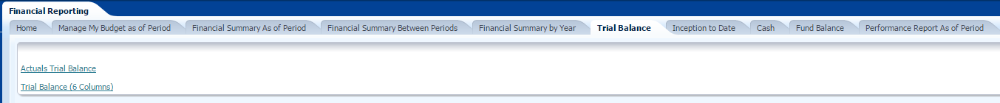 Financial Reporting
Home Manage My Budget as of Period Financial Summary As of Period Financial Summary Between Periods Financial Summary by Year Trial Balance Inception to Date Cash Fund Balance Performance Report As of Period
Actuals Trial Balance
Trial Balance (6 Columns)